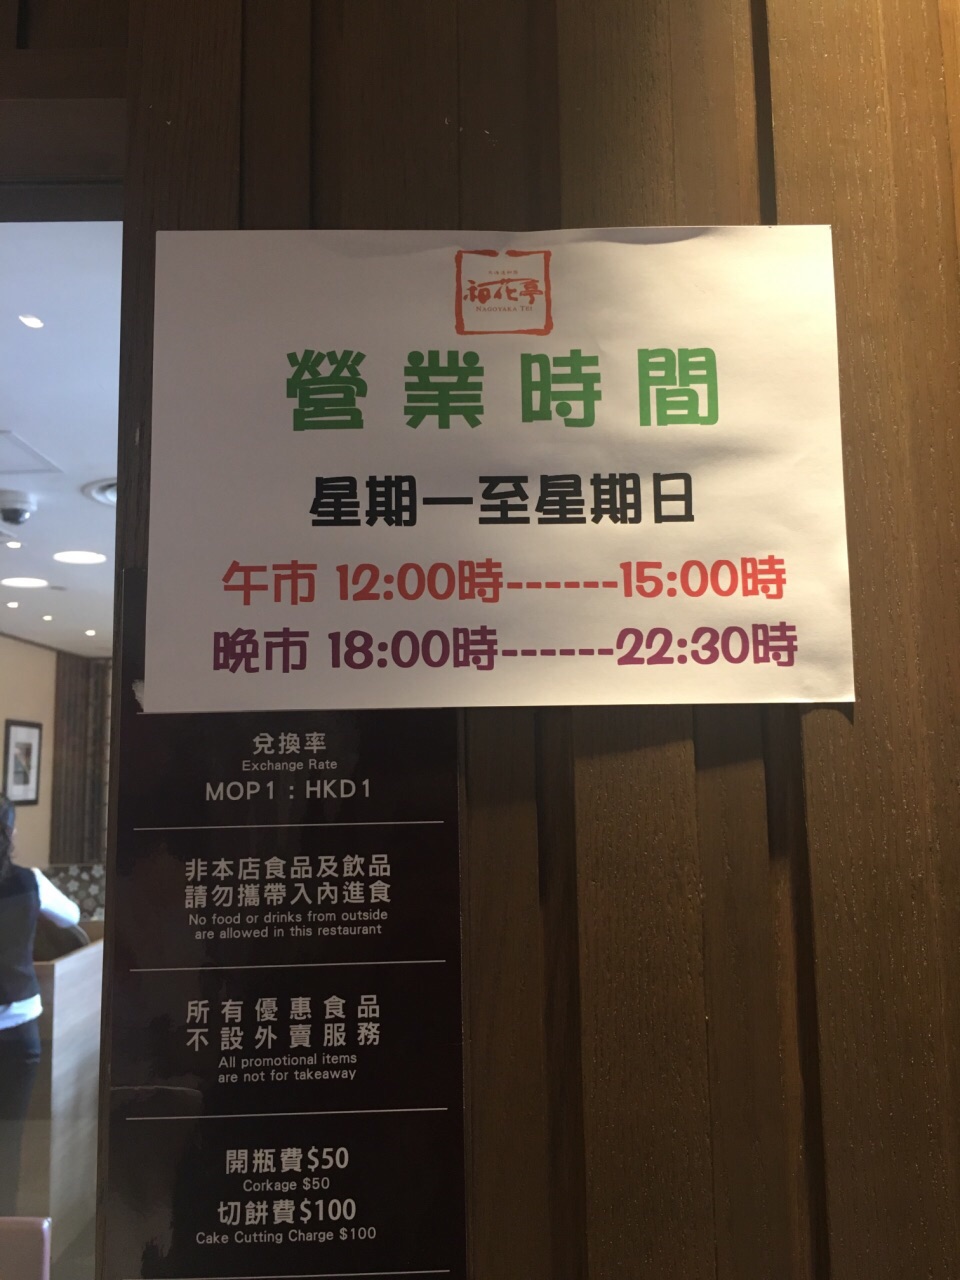 和花亭
NAGOYAKA TEI
營業時間
星期一至星期日
午市 12:00時------15:00時
晚市 18:00時------22:30時
兌換率
Exchange Rate
MOP1 : HKD1
非本店食品及飲品
請勿攜帶入內進食
No food or drinks from outside
are allowed in this restaurant
所有優惠食品
不設外賣服務
All promotional items
are not for takeaway
開瓶費$50
Corkage $50
切餅費$100
Cake Cutting Charge $100